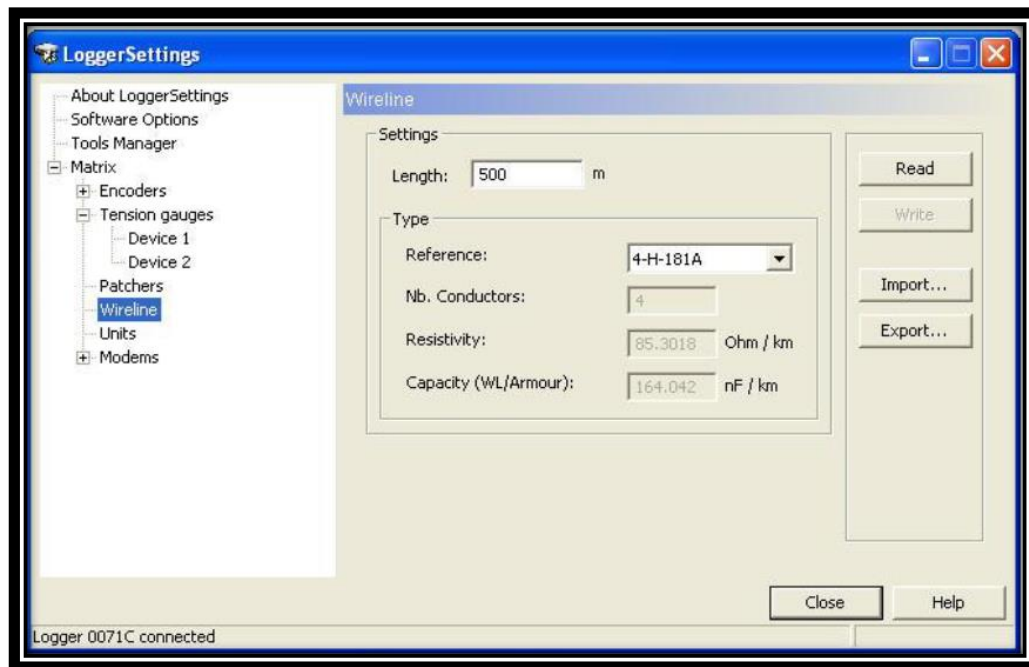 LoggerSettings
About LoggerSettings
Software Options
Tools Manager
Matrix
Encoders
Tension gauges
Device 1
Device 2
Patchers
Wireline
Units
Modems
Wireline
Settings
Length: 500 m
Type
Reference: 4-H-181A
Nb. Conductors: 4
Resistivity: 85.3018 Ohm / km
Capacity (WL/Armour): 164.042 nF / km
Read
Write
Import...
Export...
Close Help
Logger 0071C connected